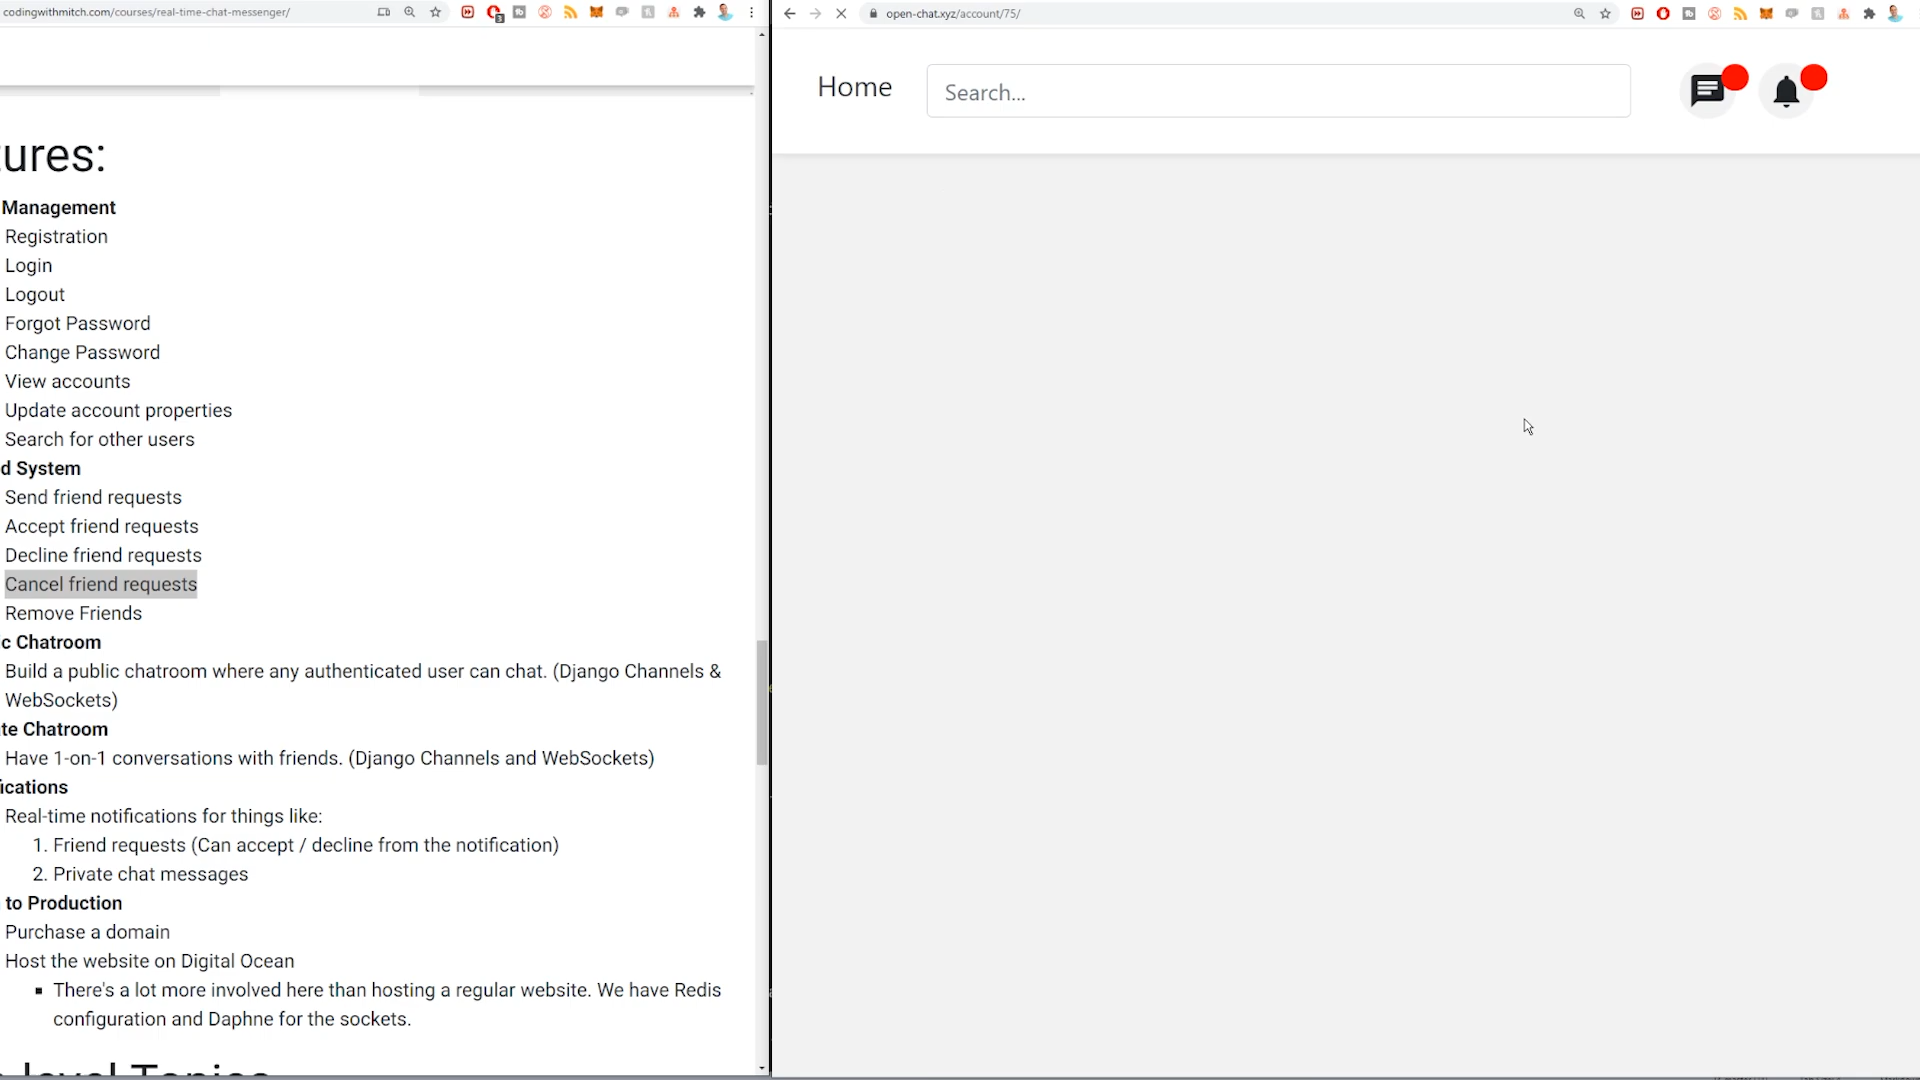 codingwithmitch.com/courses/real-time-chat-messenger/
3
open-chat.xyz/account/75/
Home
Search...
ures:
Management
Registration
Login
Logout
Forgot Password
Change Password
View accounts
Update account properties
Search for other users
d System
Send friend requests
Accept friend requests
Decline friend requests
Cancel friend requests
Remove Friends
c Chatroom
Build a public chatroom where any authenticated user can chat. (Django Channels &
WebSockets)
te Chatroom
Have 1-on-1 conversations with friends. (Django Channels and WebSockets)
ications
Real-time notifications for things like:
1. Friend requests (Can accept / decline from the notification)
2. Private chat messages
to Production
Purchase a domain
Host the website on Digital Ocean
There's a lot more involved here than hosting a regular website. We have Redis
configuration and Daphne for the sockets.
level Topics